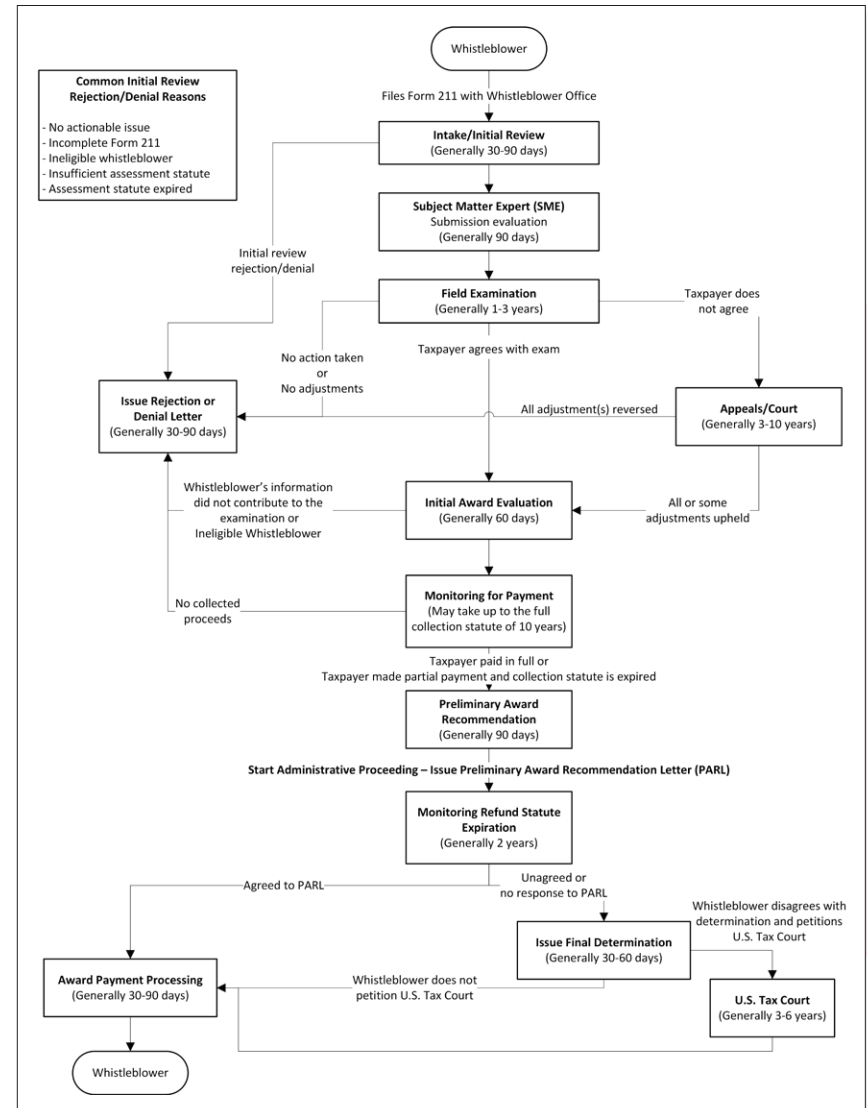 Whistleblower
Common Initial Review
Rejection/Denial Reasons
- No actionable issue
- Incomplete Form 211
- Ineligible whistleblower
- Insufficient assessment statute
- Assessment statute expired
Files Form 211 with Whistleblower Office
Intake/Initial Review
(Generally 30-90 days)
Subject Matter Expert (SME)
Submission evaluation
(Generally 90 days)
Initial review
rejection/denial
Field Examination
(Generally 1-3 years)
Taxpayer does
not agree
No action taken
or
No adjustments
Taxpayer agrees with exam
Issue Rejection or
Denial Letter
(Generally 30-90 days)
All adjustment(s) reversed
Appeals/Court
(Generally 3-10 years)
Whistleblower’s information
did not contribute to the
examination or
Ineligible Whistleblower
Initial Award Evaluation
(Generally 60 days)
All or some
adjustments upheld
No collected
proceeds
Monitoring for Payment
(May take up to the full
collection statute of 10 years)
Taxpayer paid in full or
Taxpayer made partial payment and collection statute is expired
Preliminary Award
Recommendation
(Generally 90 days)
Start Administrative Proceeding – Issue Preliminary Award Recommendation Letter (PARL)
Monitoring Refund Statute
Expiration
(Generally 2 years)
Agreed to PARL
Unagreed or
no response to PARL
Whistleblower disagrees with
determination and petitions
U.S. Tax Court
Issue Final Determination
(Generally 30-60 days)
Award Payment Processing
(Generally 30-90 days)
Whistleblower does not
petition U.S. Tax Court
U.S. Tax Court
(Generally 3-6 years)
Whistleblower